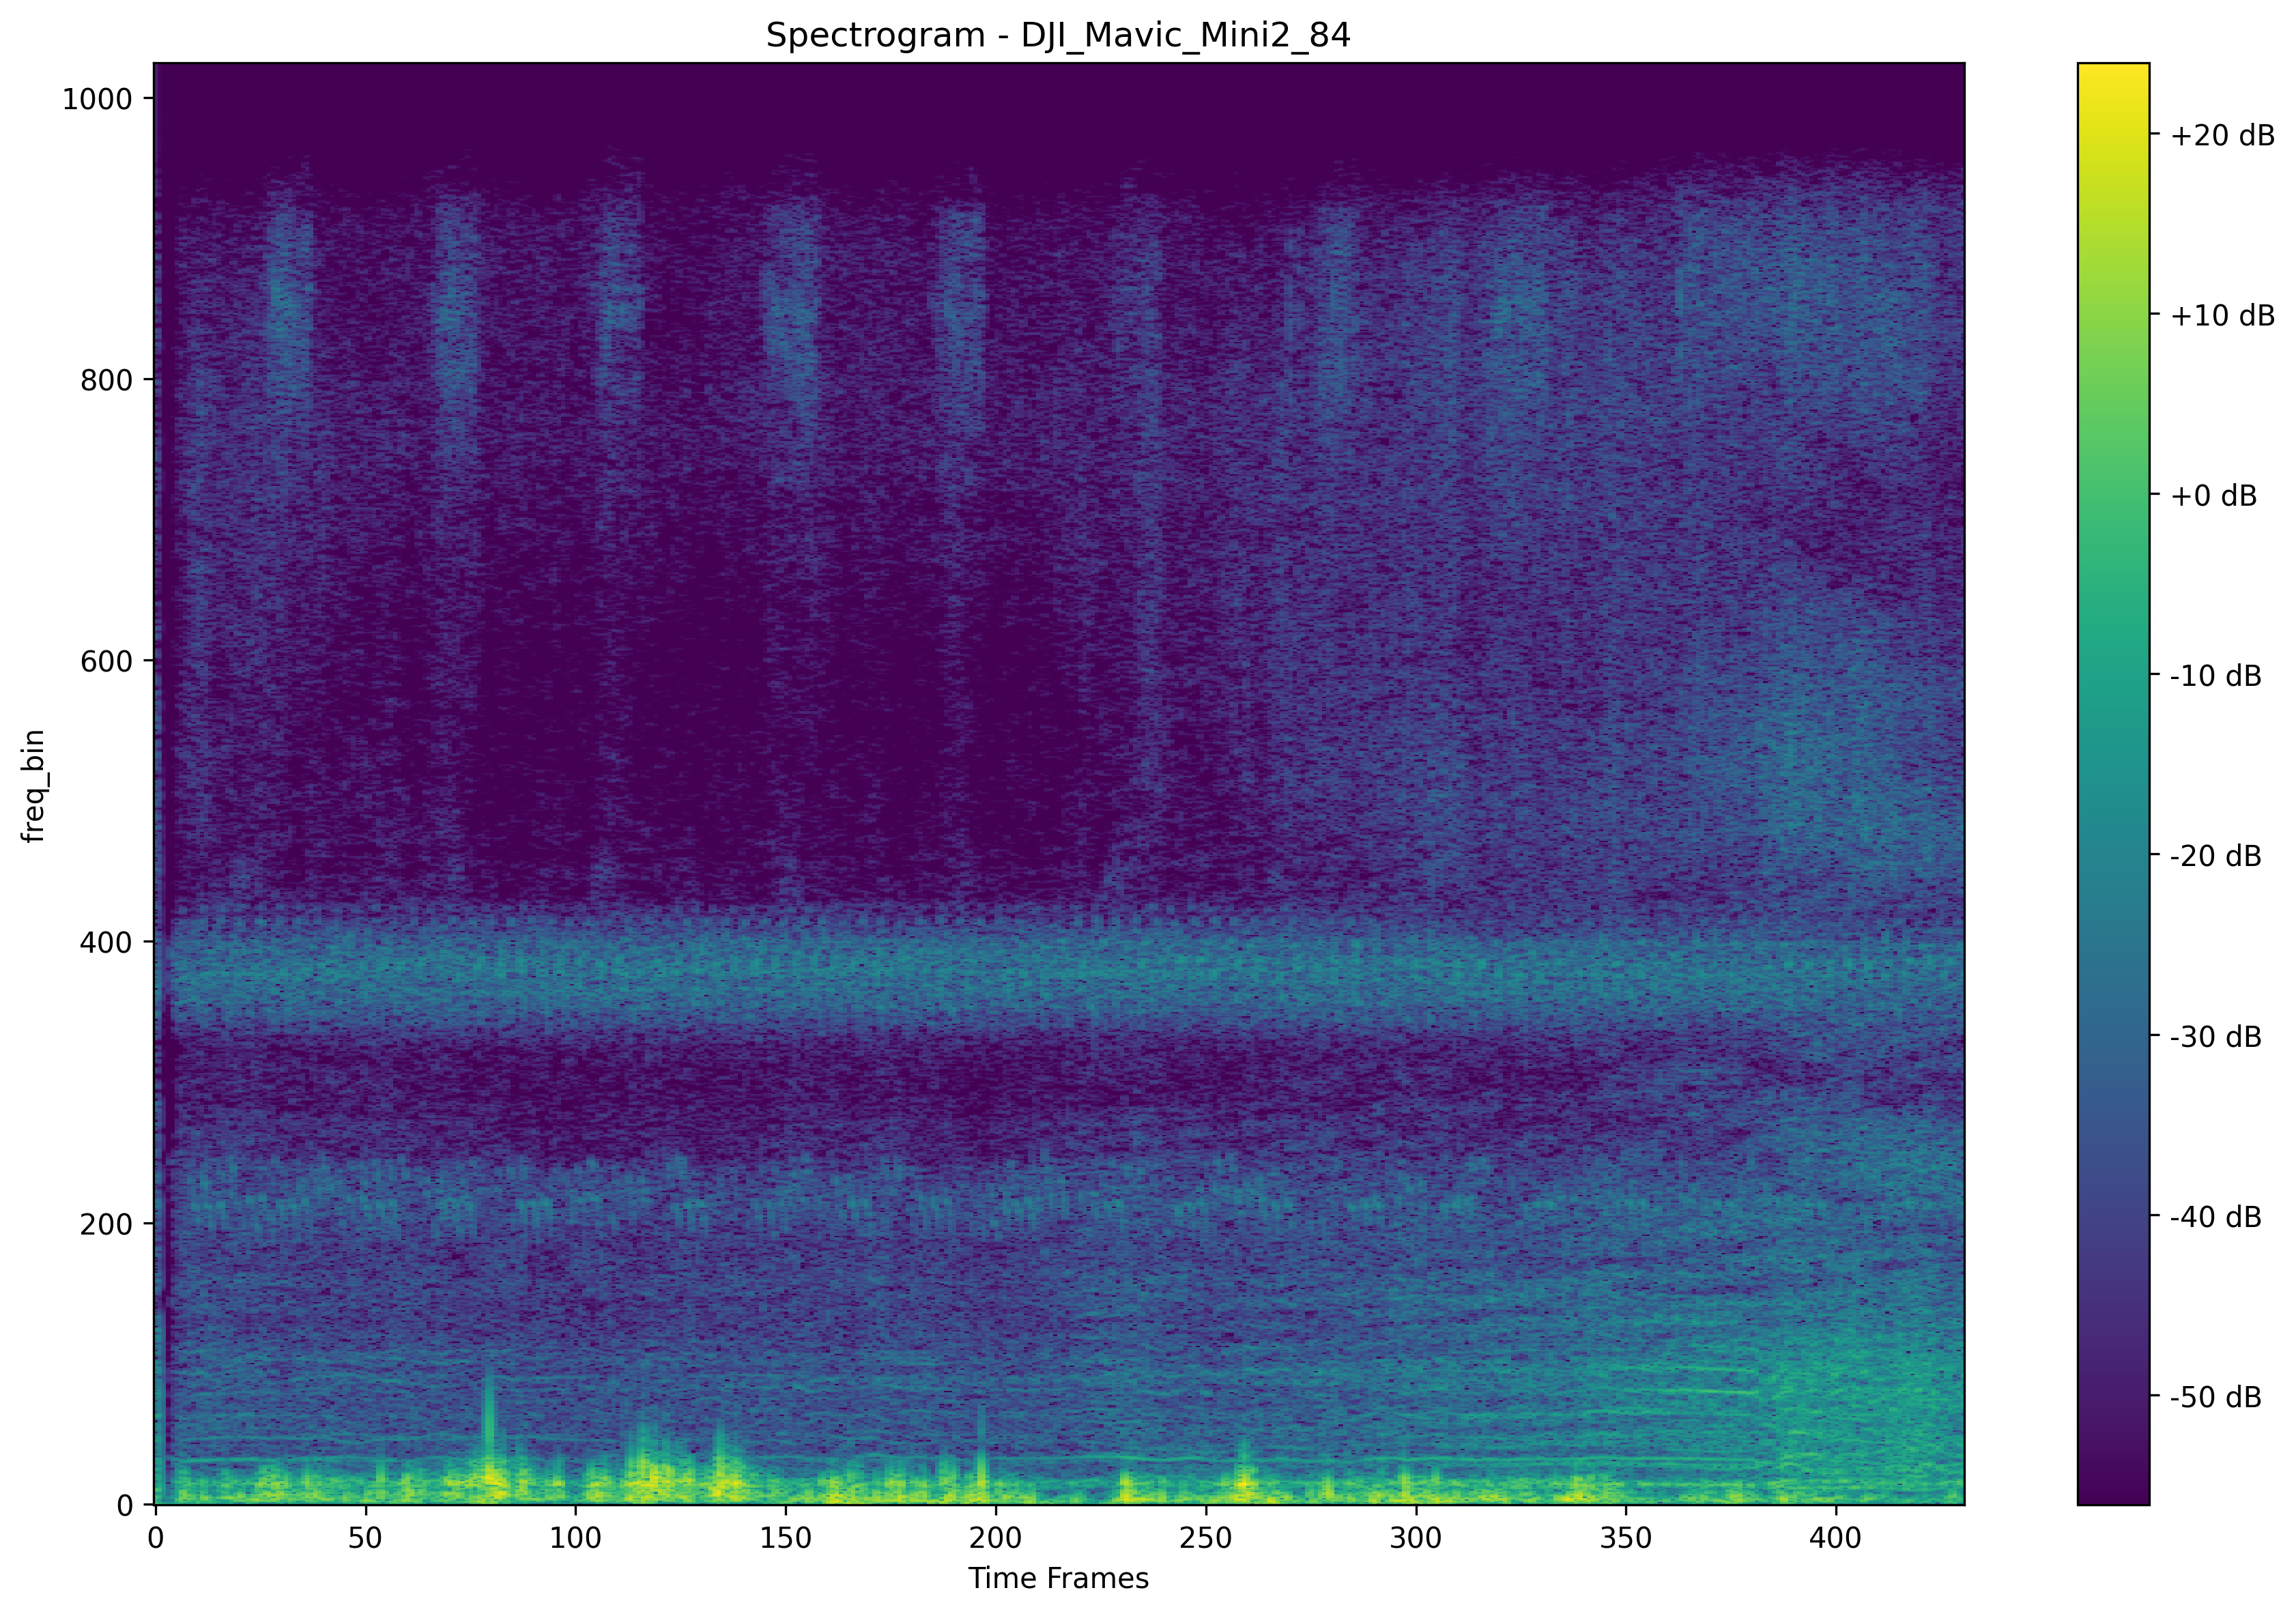 Spectrogram - DJI_Mavic_Mini2_84
1000
800
600
400
200
0
freq_bin
0 50 100 150 200 250 300 350 400
Time Frames
+20 dB
+10 dB
+0 dB
-10 dB
-20 dB
-30 dB
-40 dB
-50 dB